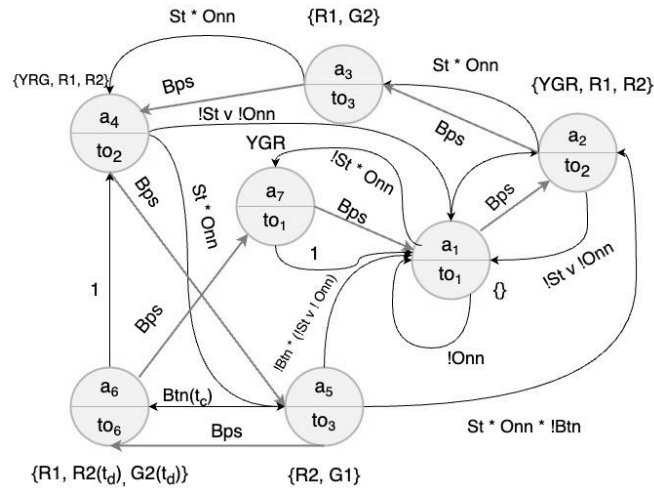 St * Onn
{R1, G2}
{YRG, R1, R2}
a4
to2
Bps
a3
to3
St * Onn
{YGR, R1, R2}
Bps
a2
to2
!St v !Onn
YGR
Bps
St * Onn
a7
to1
!St * Onn
Bps
Bps
a1
to1
{}
!St v !Onn
1
1
Bps
!Btn * (!St v ! Onn)
!Onn
a6
to6
Btn(tc)
Bps
a5
to3
St * Onn * !Btn
{R1, R2(td), G2(td)}
{R2, G1}